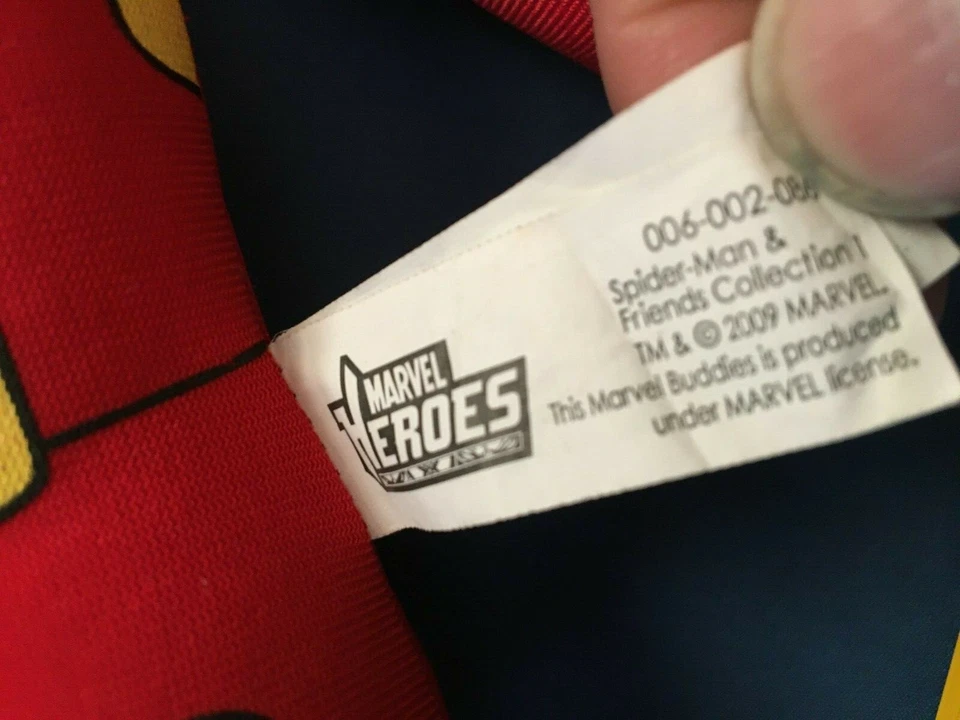 006-002-08
Spider-Man &
Friends Collection 1
TM & © 2009 MARVEL.
This Marvel Buddies is produced
under MARVEL license.
MARVEL
HEROES